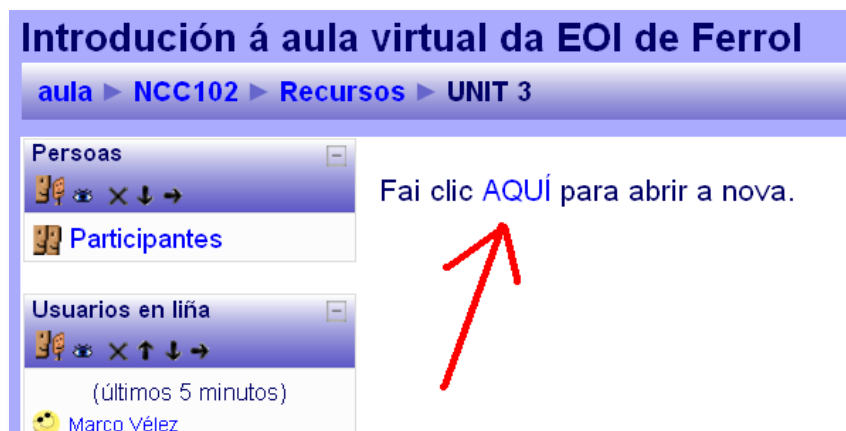 Introdución á aula virtual da EOI de Ferrol
aula ► NCC102 ► Recursos ► UNIT 3
Persoas
Participantes
Fai clic AQUÍ para abrir a nova.
Usuarios en liña
(últimos 5 minutos)
Marco Vélez